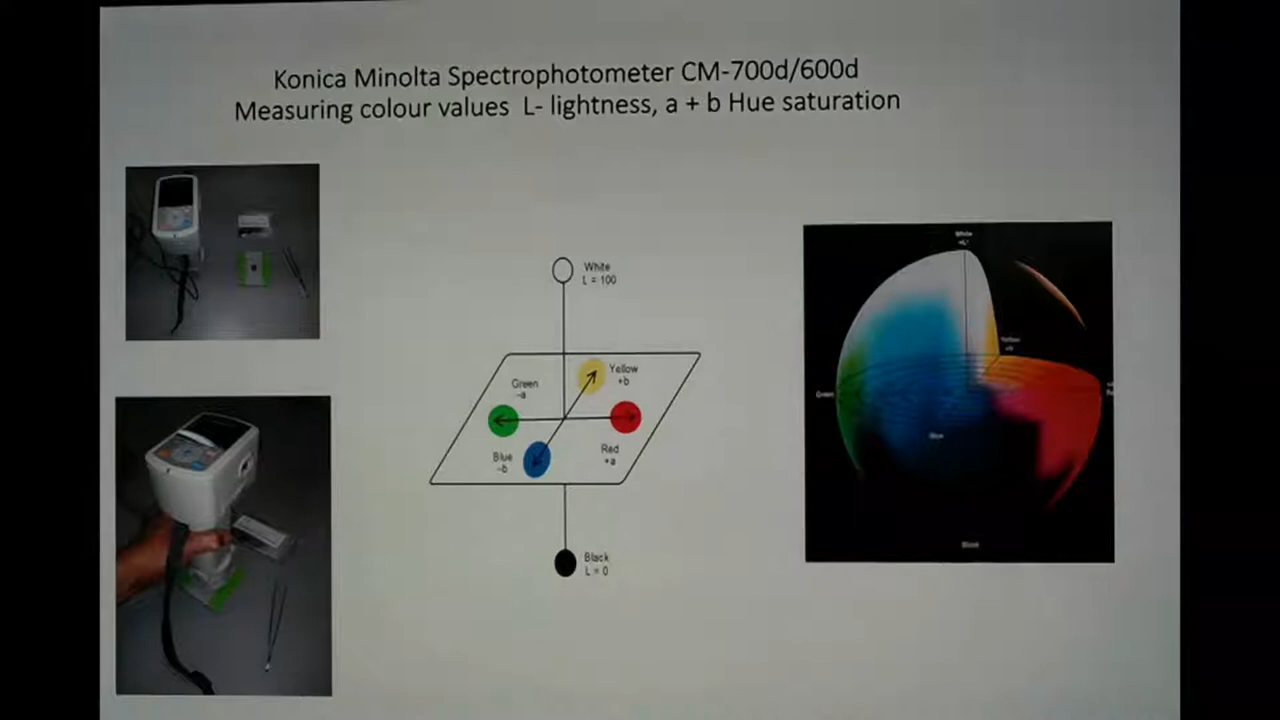 Konica Minolta Spectrophotometer CM-700d/600d
Measuring colour values L- lightness, a + b Hue saturation
White
L = 100
Yellow
+b
Green
-a
Blue
-b
Red
+a
Black
L = 0
White
+L*
Yellow
Green
Blue
Black